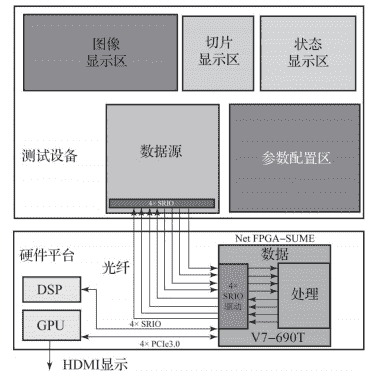 图像
显示区
切片
显示区
状态
显示区
测试设备
数据源
参数配置区
4× SRIO
Net FPGA-SUME
硬件平台
光纤
数据
DSP
4×
SRIO
驱动
处理
GPU
4× SRIO
V7-690T
4× PCIe3.0
HDMI显示